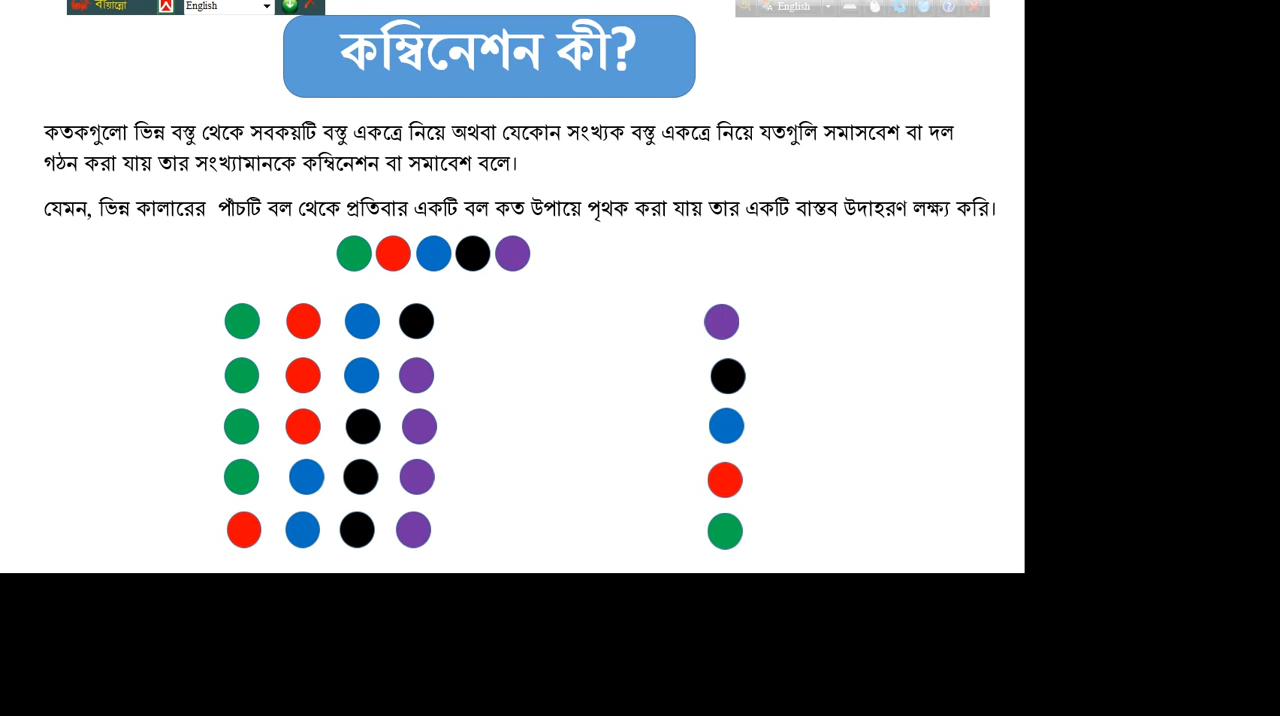 বায়ান্নো English English
কম্বিনেশন কী?
কতকগুলো ভিন্ন বস্তু থেকে সবকয়টি বস্তু একত্রে নিয়ে অথবা যেকোন সংখ্যক বস্তু একত্রে নিয়ে যতগুলি সমাসবেশ বা দল
গঠন করা যায় তার সংখ্যামানকে কম্বিনেশন বা সমাবেশ বলে।
যেমন, ভিন্ন কালারের পাঁচটি বল থেকে প্রতিবার একটি বল কত উপায়ে পৃথক করা যায় তার একটি বাস্তব উদাহরণ লক্ষ্য করি।